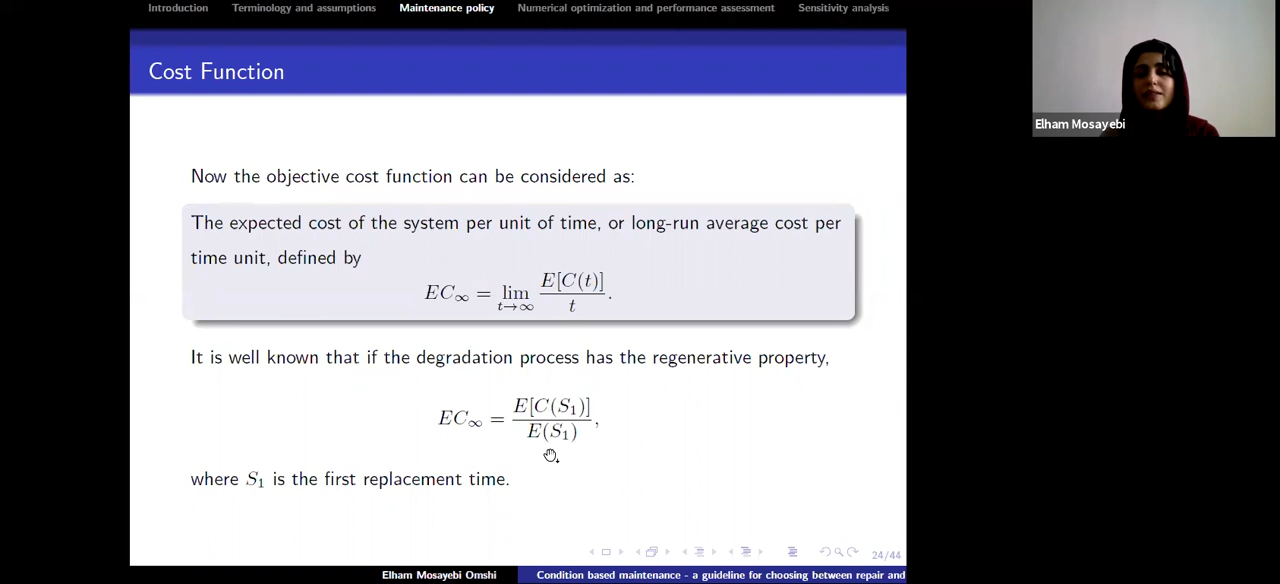 Introduction Terminology and assumptions Maintenance policy Numerical optimization and performance assessment Sensitivity analysis
Cost Function
Elham Mosayebi
Now the objective cost function can be considered as:
The expected cost of the system per unit of time, or long-run average cost per
time unit, defined by
EC∞ = lim t→∞ E[C(t)] / t .
It is well known that if the degradation process has the regenerative property,
EC∞ = E[C(S₁)] / E(S₁) ,
where S₁ is the first replacement time.
24/44
Elham Mosayebi Omshi Condition based maintenance - a guideline for choosing between repair and